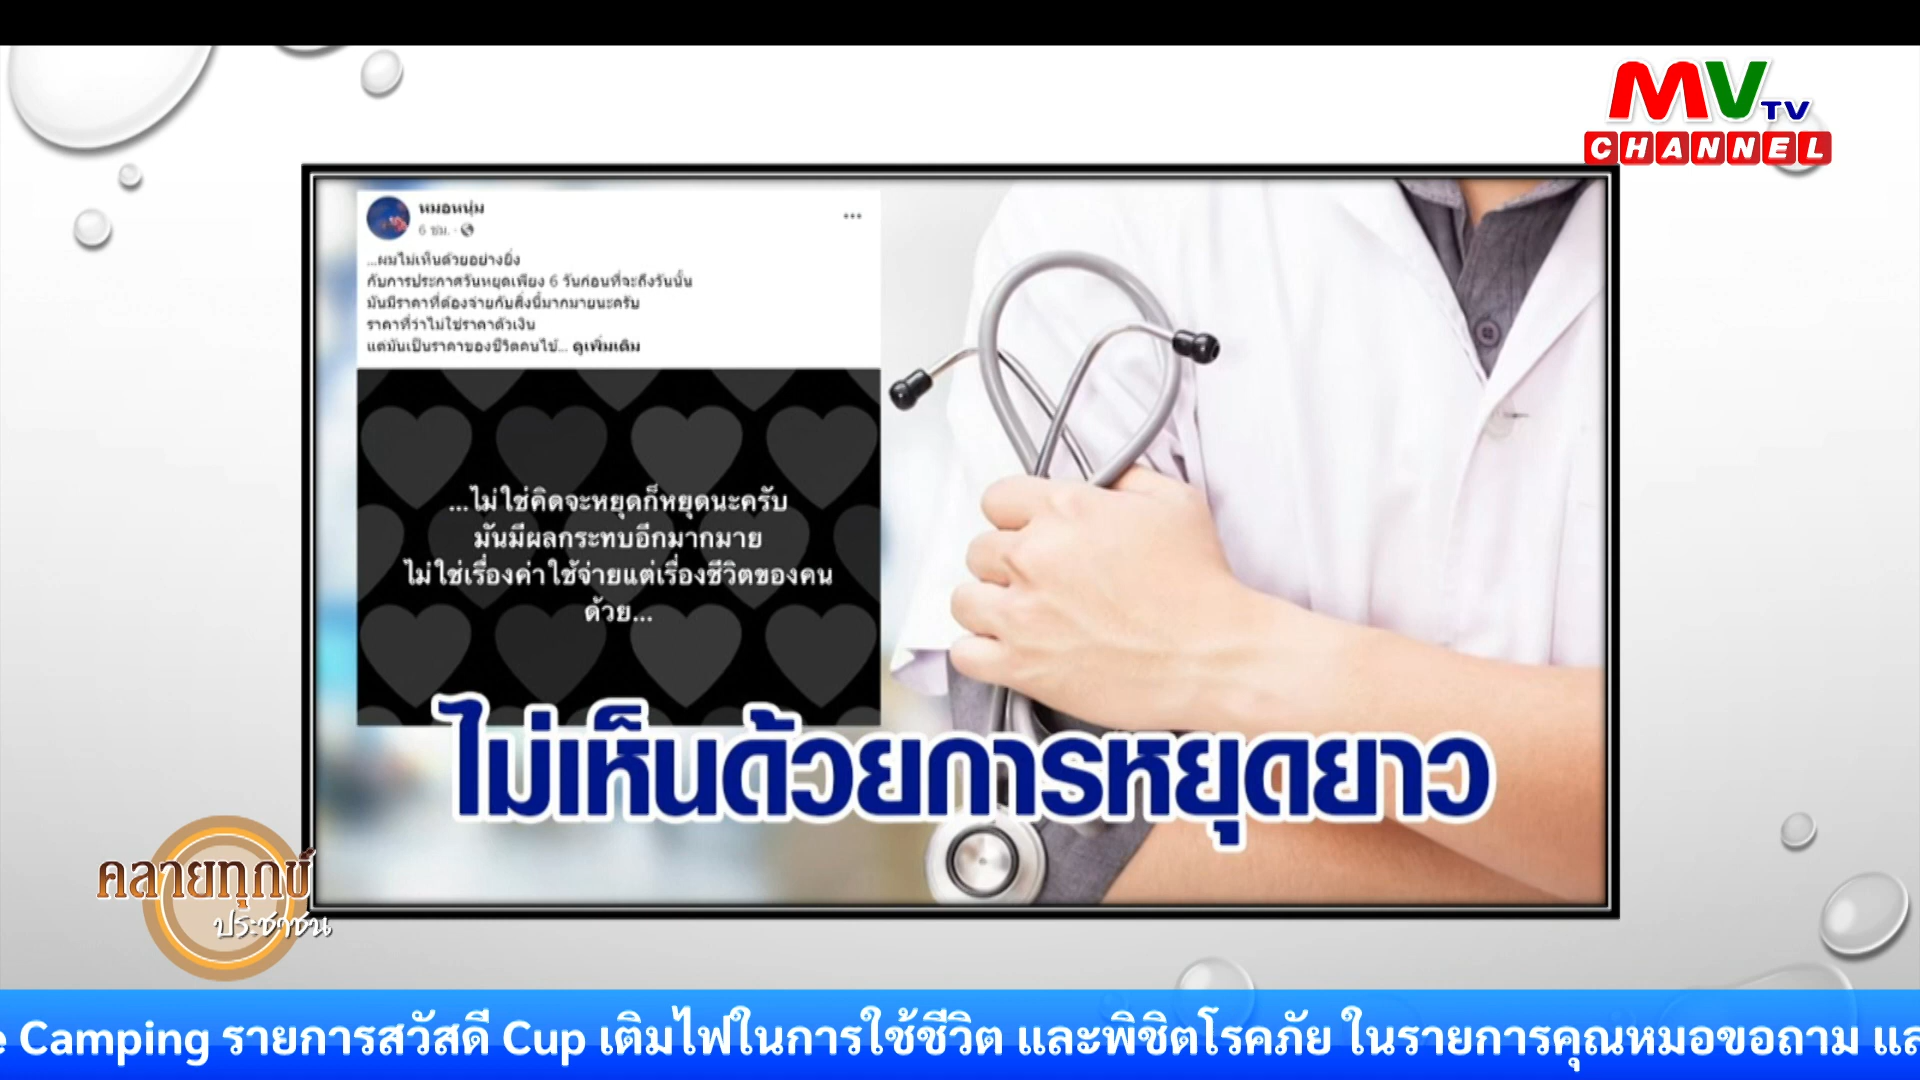 MV TV
CHANNEL
หมอหนุ่ม
6 ชม.
...ผมไม่เห็นด้วยอย่างยิ่ง
กับการประกาศวันหยุดเพียง 6 วันก่อนที่จะถึงวันนั้น
มันมีราคาที่ต้องจ่ายกับสิ่งนี้มากมายนะครับ
ราคาที่ว่าไม่ใช่ราคาตัวเงิน
แต่มันเป็นราคาของชีวิตคนไข้... ดูเพิ่มเติม
...ไม่ใช่คิดจะหยุดก็หยุดนะครับ
มันมีผลกระทบอีกมากมาย
ไม่ใช่เรื่องค่าใช้จ่ายแต่เรื่องชีวิตของคน
ด้วย...
ไม่เห็นด้วยการหยุดยาว
คลายทุกข์
ประชาชน
e Camping รายการสวัสดี Cup เติมไฟในการใช้ชีวิต และพิชิตโรคภัย ในรายการคุณหมอขอถาม แล